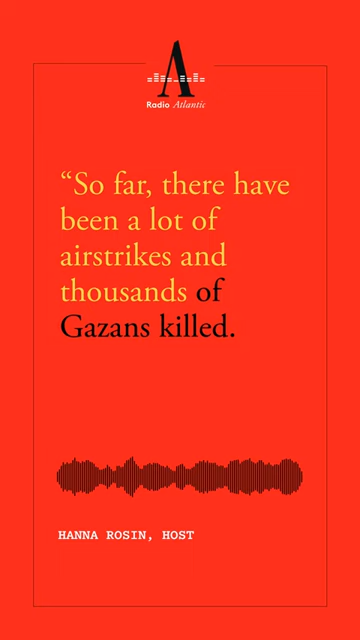 A
Radio Atlantic
“So far, there have
been a lot of
airstrikes and
thousands of
Gazans killed.
HANNA ROSIN, HOST